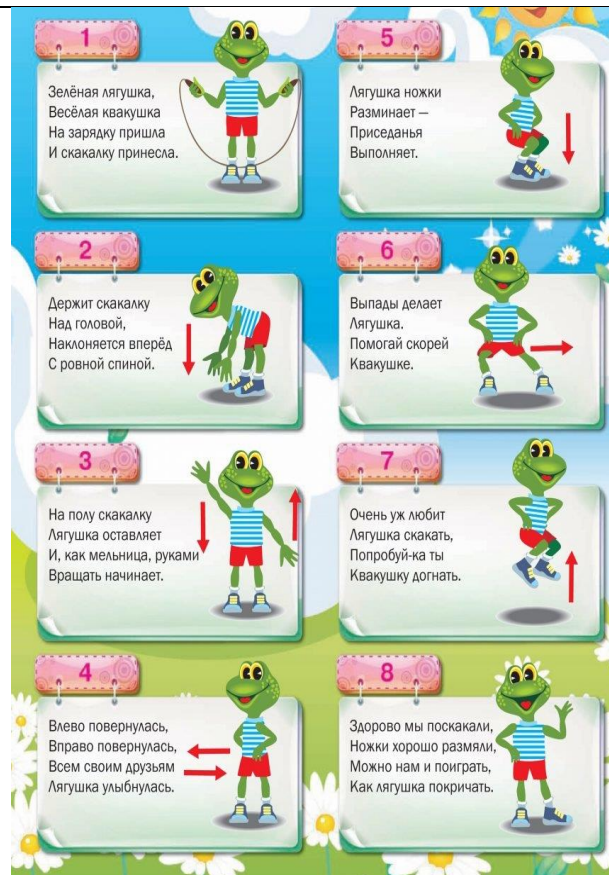 1
Зелёная лягушка,
Весёлая квакушка
На зарядку пришла
И скакалку принесла.
2
Держит скакалку
Над головой,
Наклоняется вперёд
С ровной спиной.
3
На полу скакалку
Лягушка оставляет
И, как мельница, руками
Вращать начинает.
4
Влево повернулась,
Вправо повернулась,
Всем своим друзьям
Лягушка улыбнулась.
5
Лягушка ножки
Разминает —
Приседанья
Выполняет.
6
Выпады делает
Лягушка.
Помогай скорей
Квакушке.
7
Очень уж любит
Лягушка скакать,
Попробуй-ка ты
Квакушку догнать.
8
Здорово мы поскакали,
Ножки хорошо размяли,
Можно нам и поиграть,
Как лягушка покричать.